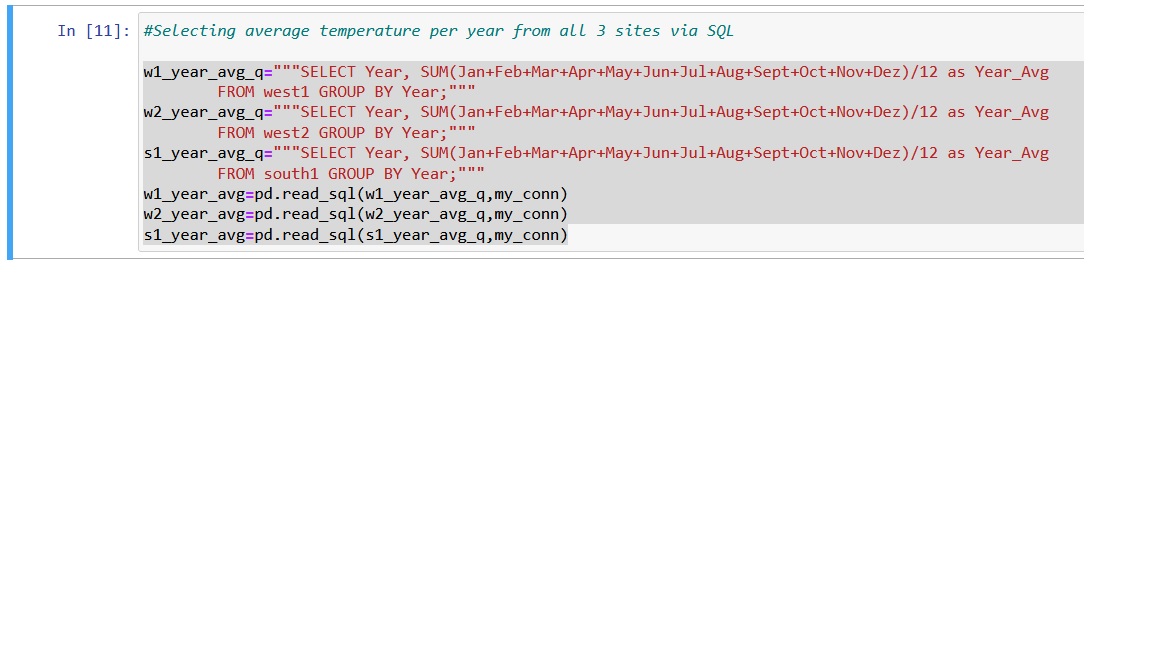 In [11]: #Selecting average temperature per year from all 3 sites via SQL
w1_year_avg_q="""SELECT Year, SUM(Jan+Feb+Mar+Apr+May+Jun+Jul+Aug+Sept+Oct+Nov+Dez)/12 as Year_Avg
FROM west1 GROUP BY Year;"""
w2_year_avg_q="""SELECT Year, SUM(Jan+Feb+Mar+Apr+May+Jun+Jul+Aug+Sept+Oct+Nov+Dez)/12 as Year_Avg
FROM west2 GROUP BY Year;"""
s1_year_avg_q="""SELECT Year, SUM(Jan+Feb+Mar+Apr+May+Jun+Jul+Aug+Sept+Oct+Nov+Dez)/12 as Year_Avg
FROM south1 GROUP BY Year;"""
w1_year_avg=pd.read_sql(w1_year_avg_q,my_conn)
w2_year_avg=pd.read_sql(w2_year_avg_q,my_conn)
s1_year_avg=pd.read_sql(s1_year_avg_q,my_conn)